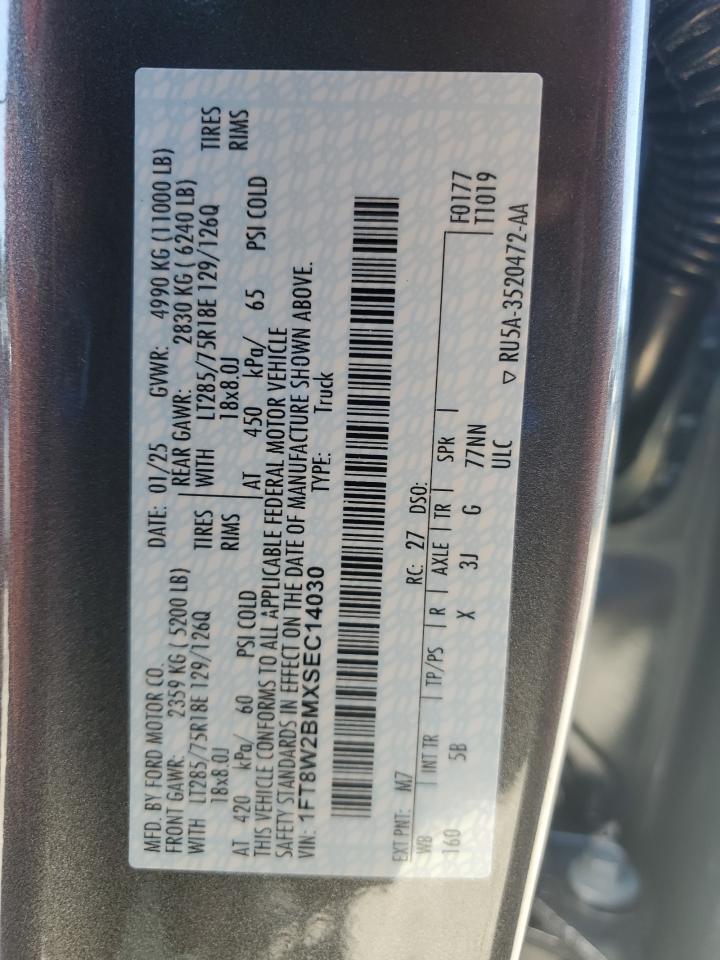 MFD. BY FORD MOTOR CO.
DATE: 01/25 GVWR: 4990 KG (11000 LB)
FRONT GAWR: 2359 KG ( 5200 LB) REAR GAWR: 2830 KG ( 6240 LB)
WITH LT285/75R18E 129/126Q TIRES WITH LT285/75R18E 129/126Q TIRES
18x8.0J RIMS 18x8.0J RIMS
AT 420 kPa/ 60 PSI COLD AT 450 kPa/ 65 PSI COLD
THIS VEHICLE CONFORMS TO ALL APPLICABLE FEDERAL MOTOR VEHICLE
SAFETY STANDARDS IN EFFECT ON THE DATE OF MANUFACTURE SHOWN ABOVE.
VIN: 1FT8W2BMXSEC14030 TYPE: Truck
EXT PNT: M7 RC: 27 DSO:
WB | INT TR | TP/PS | R | AXLE | TR | SPR | F0177
160 5B X 3J G 77NN T1019
ULC
▽ RU5A-3520472-AA